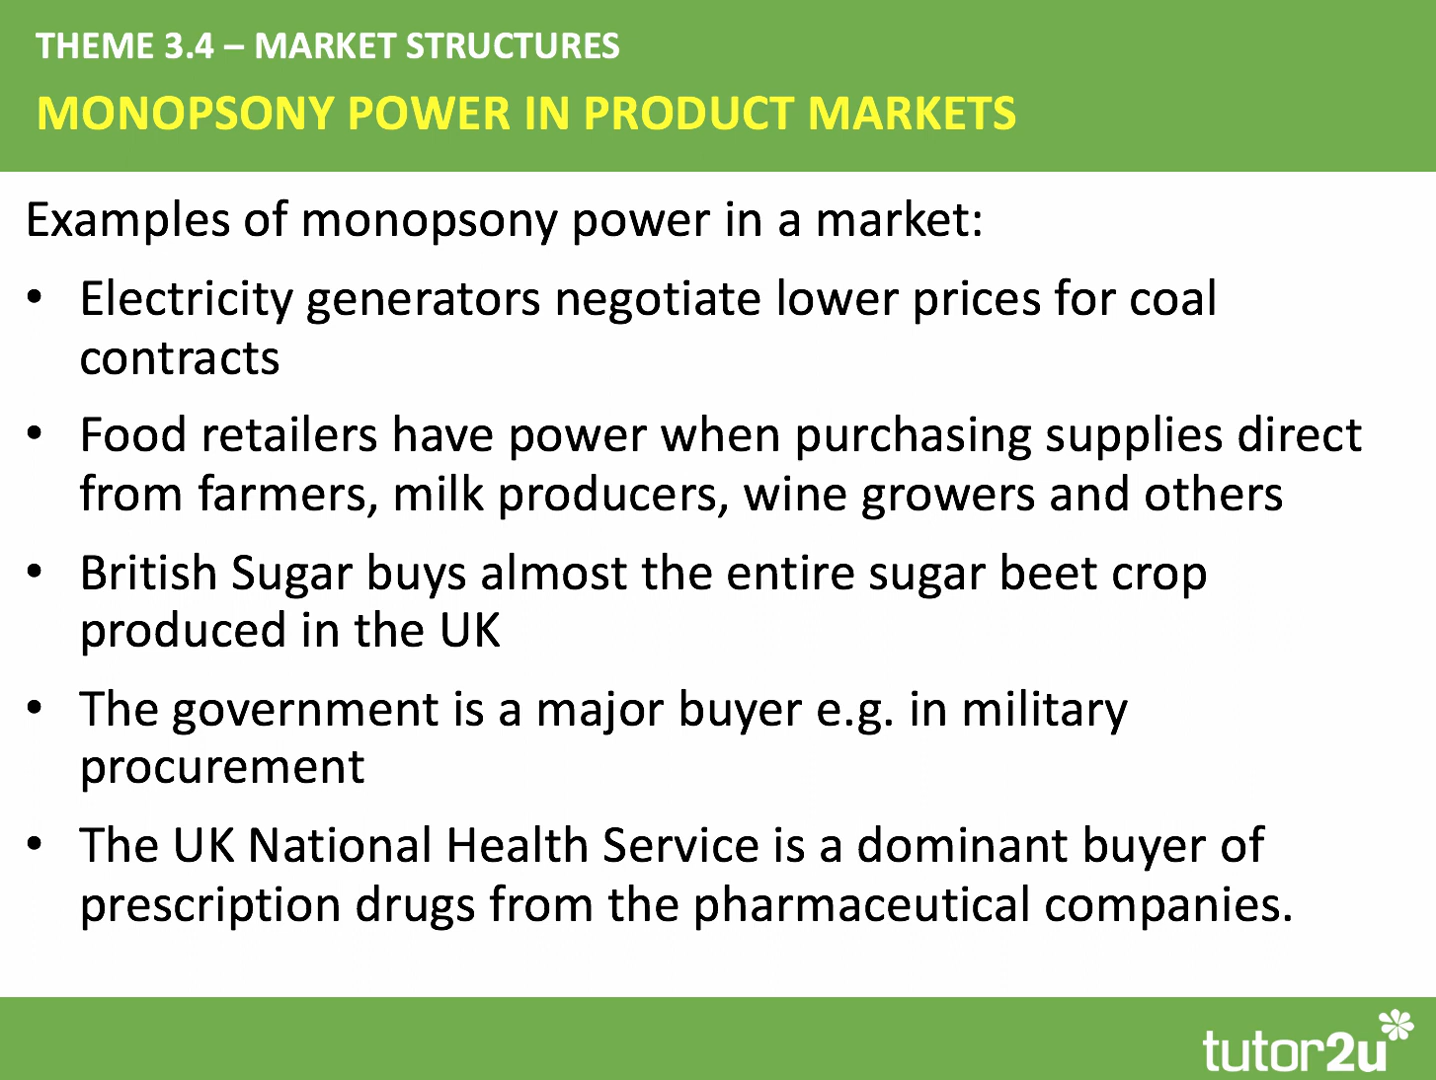 THEME 3.4 – MARKET STRUCTURES
MONOPSONY POWER IN PRODUCT MARKETS
Examples of monopsony power in a market:
• Electricity generators negotiate lower prices for coal
contracts
• Food retailers have power when purchasing supplies direct
from farmers, milk producers, wine growers and others
• British Sugar buys almost the entire sugar beet crop
produced in the UK
• The government is a major buyer e.g. in military
procurement
• The UK National Health Service is a dominant buyer of
prescription drugs from the pharmaceutical companies.
tutor2u